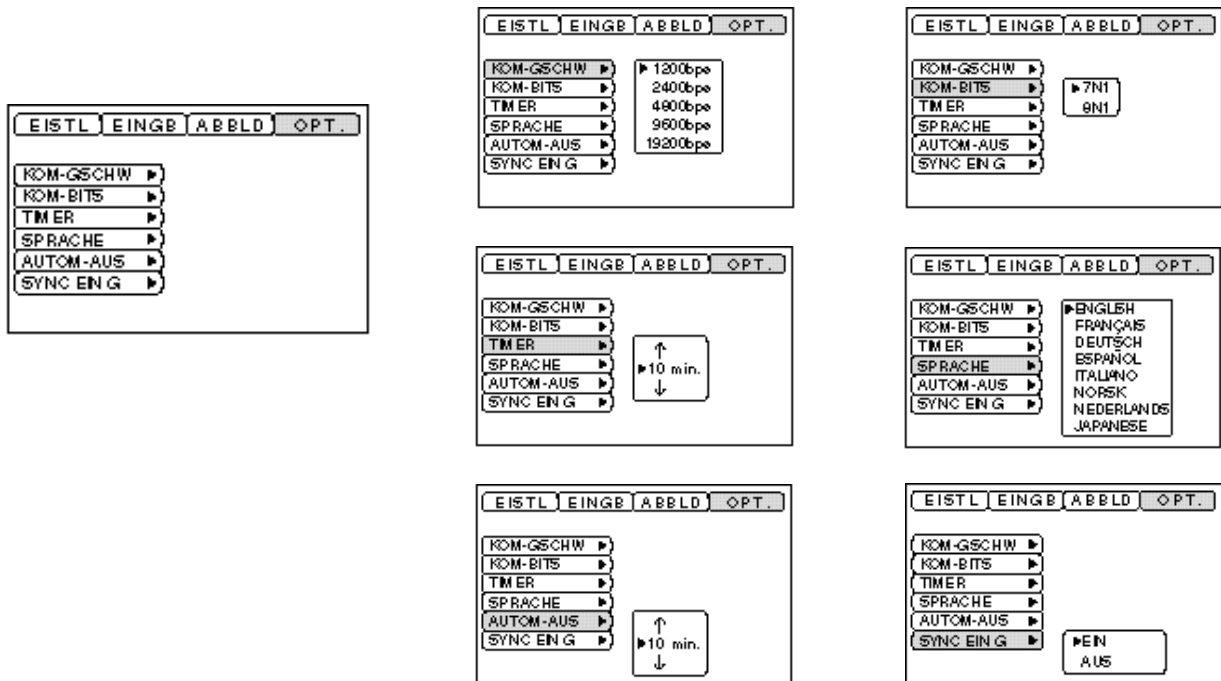 EISTL EINGB ABBLD OPT.
KOM-GSCHW
KOM-BITS
TIMER
SPRACHE
AUTOM-AUS
SYNC EING
EISTL EINGB ABBLD OPT.
KOM-GSCHW 1200bps
KOM-BITS 2400bps
TIMER 4800bps
SPRACHE 9600bps
AUTOM-AUS 19200bps
SYNC EING
EISTL EINGB ABBLD OPT.
KOM-GSCHW
KOM-BITS 7N1
TIMER 8N1
SPRACHE
AUTOM-AUS
SYNC EING
EISTL EINGB ABBLD OPT.
KOM-GSCHW
KOM-BITS
TIMER
SPRACHE 10 min.
AUTOM-AUS
SYNC EING
EISTL EINGB ABBLD OPT.
KOM-GSCHW ENGLISH
KOM-BITS FRANÇAIS
TIMER DEUTSCH
SPRACHE ESPAÑOL
AUTOM-AUS ITALIANO
SYNC EING NORSK
NEDERLANDS
JAPANESE
EISTL EINGB ABBLD OPT.
KOM-GSCHW
KOM-BITS
TIMER
SPRACHE
AUTOM-AUS
SYNC EING 10 min.
EISTL EINGB ABBLD OPT.
KOM-GSCHW
KOM-BITS
TIMER
SPRACHE
AUTOM-AUS
SYNC EING EIN
AUS